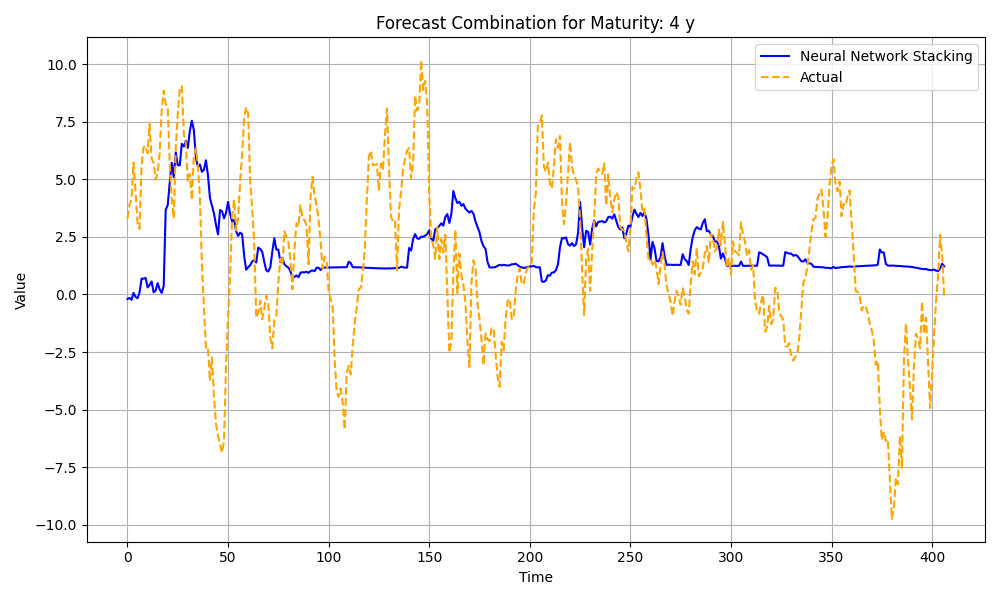 Forecast Combination for Maturity: 4 y
Neural Network Stacking
Actual
Value
10.0
7.5
5.0
2.5
0.0
−2.5
−5.0
−7.5
−10.0
0 50 100 150 200 250 300 350 400
Time